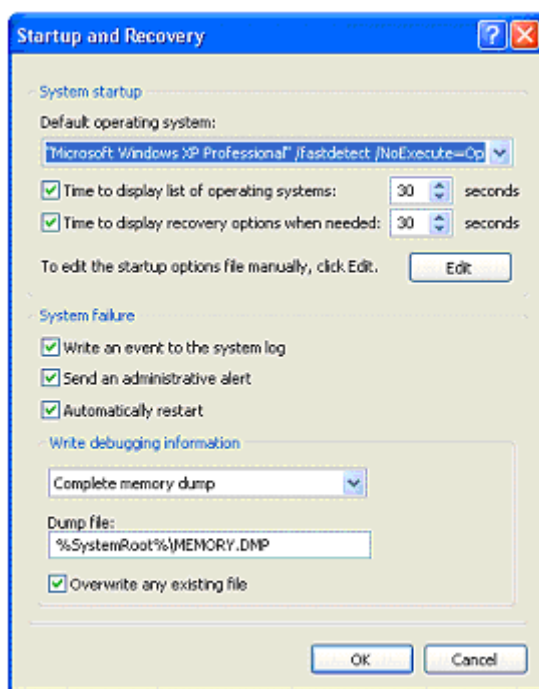 Startup and Recovery
System startup
Default operating system:
"Microsoft Windows XP Professional" /fastdetect /NoExecute=Op
Time to display list of operating systems: 30 seconds
Time to display recovery options when needed: 30 seconds
To edit the startup options file manually, click Edit. Edit
System failure
Write an event to the system log
Send an administrative alert
Automatically restart
Write debugging information
Complete memory dump
Dump file:
%SystemRoot%\MEMORY.DMP
Overwrite any existing file
OK Cancel